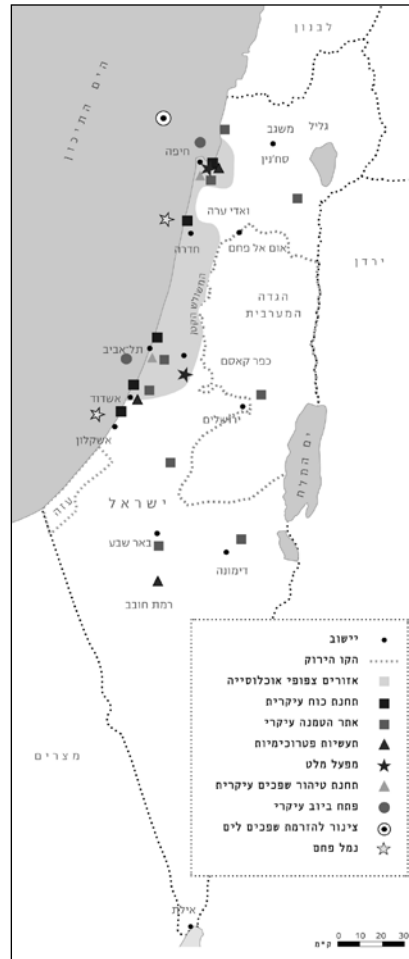 לבנון
הים התיכון
גליל
משגב
סח'נין
חיפה
ואדי ערה
אום אל פחם
חדרה
ירדן
המשולש הקטן
הגדה
המערבית
תל־אביב
כפר קאסם
אשדוד
ירושלים
אשקלון
ים המלח
עזה
ישראל
באר שבע
דימונה
רמת חובב
מצרים
אילת
יישוב
הקו הירוק
אזורים צפופי אוכלוסייה
תחנת כוח עיקרית
אתר הטמנה עיקרי
תעשיות פטרוכימיות
מפעל מלט
תחנת טיהור שפכים עיקרית
פתח ביוב עיקרי
צינור להזרמת שפכים לים
נמל פחם
ק"מ 0 10 20 30